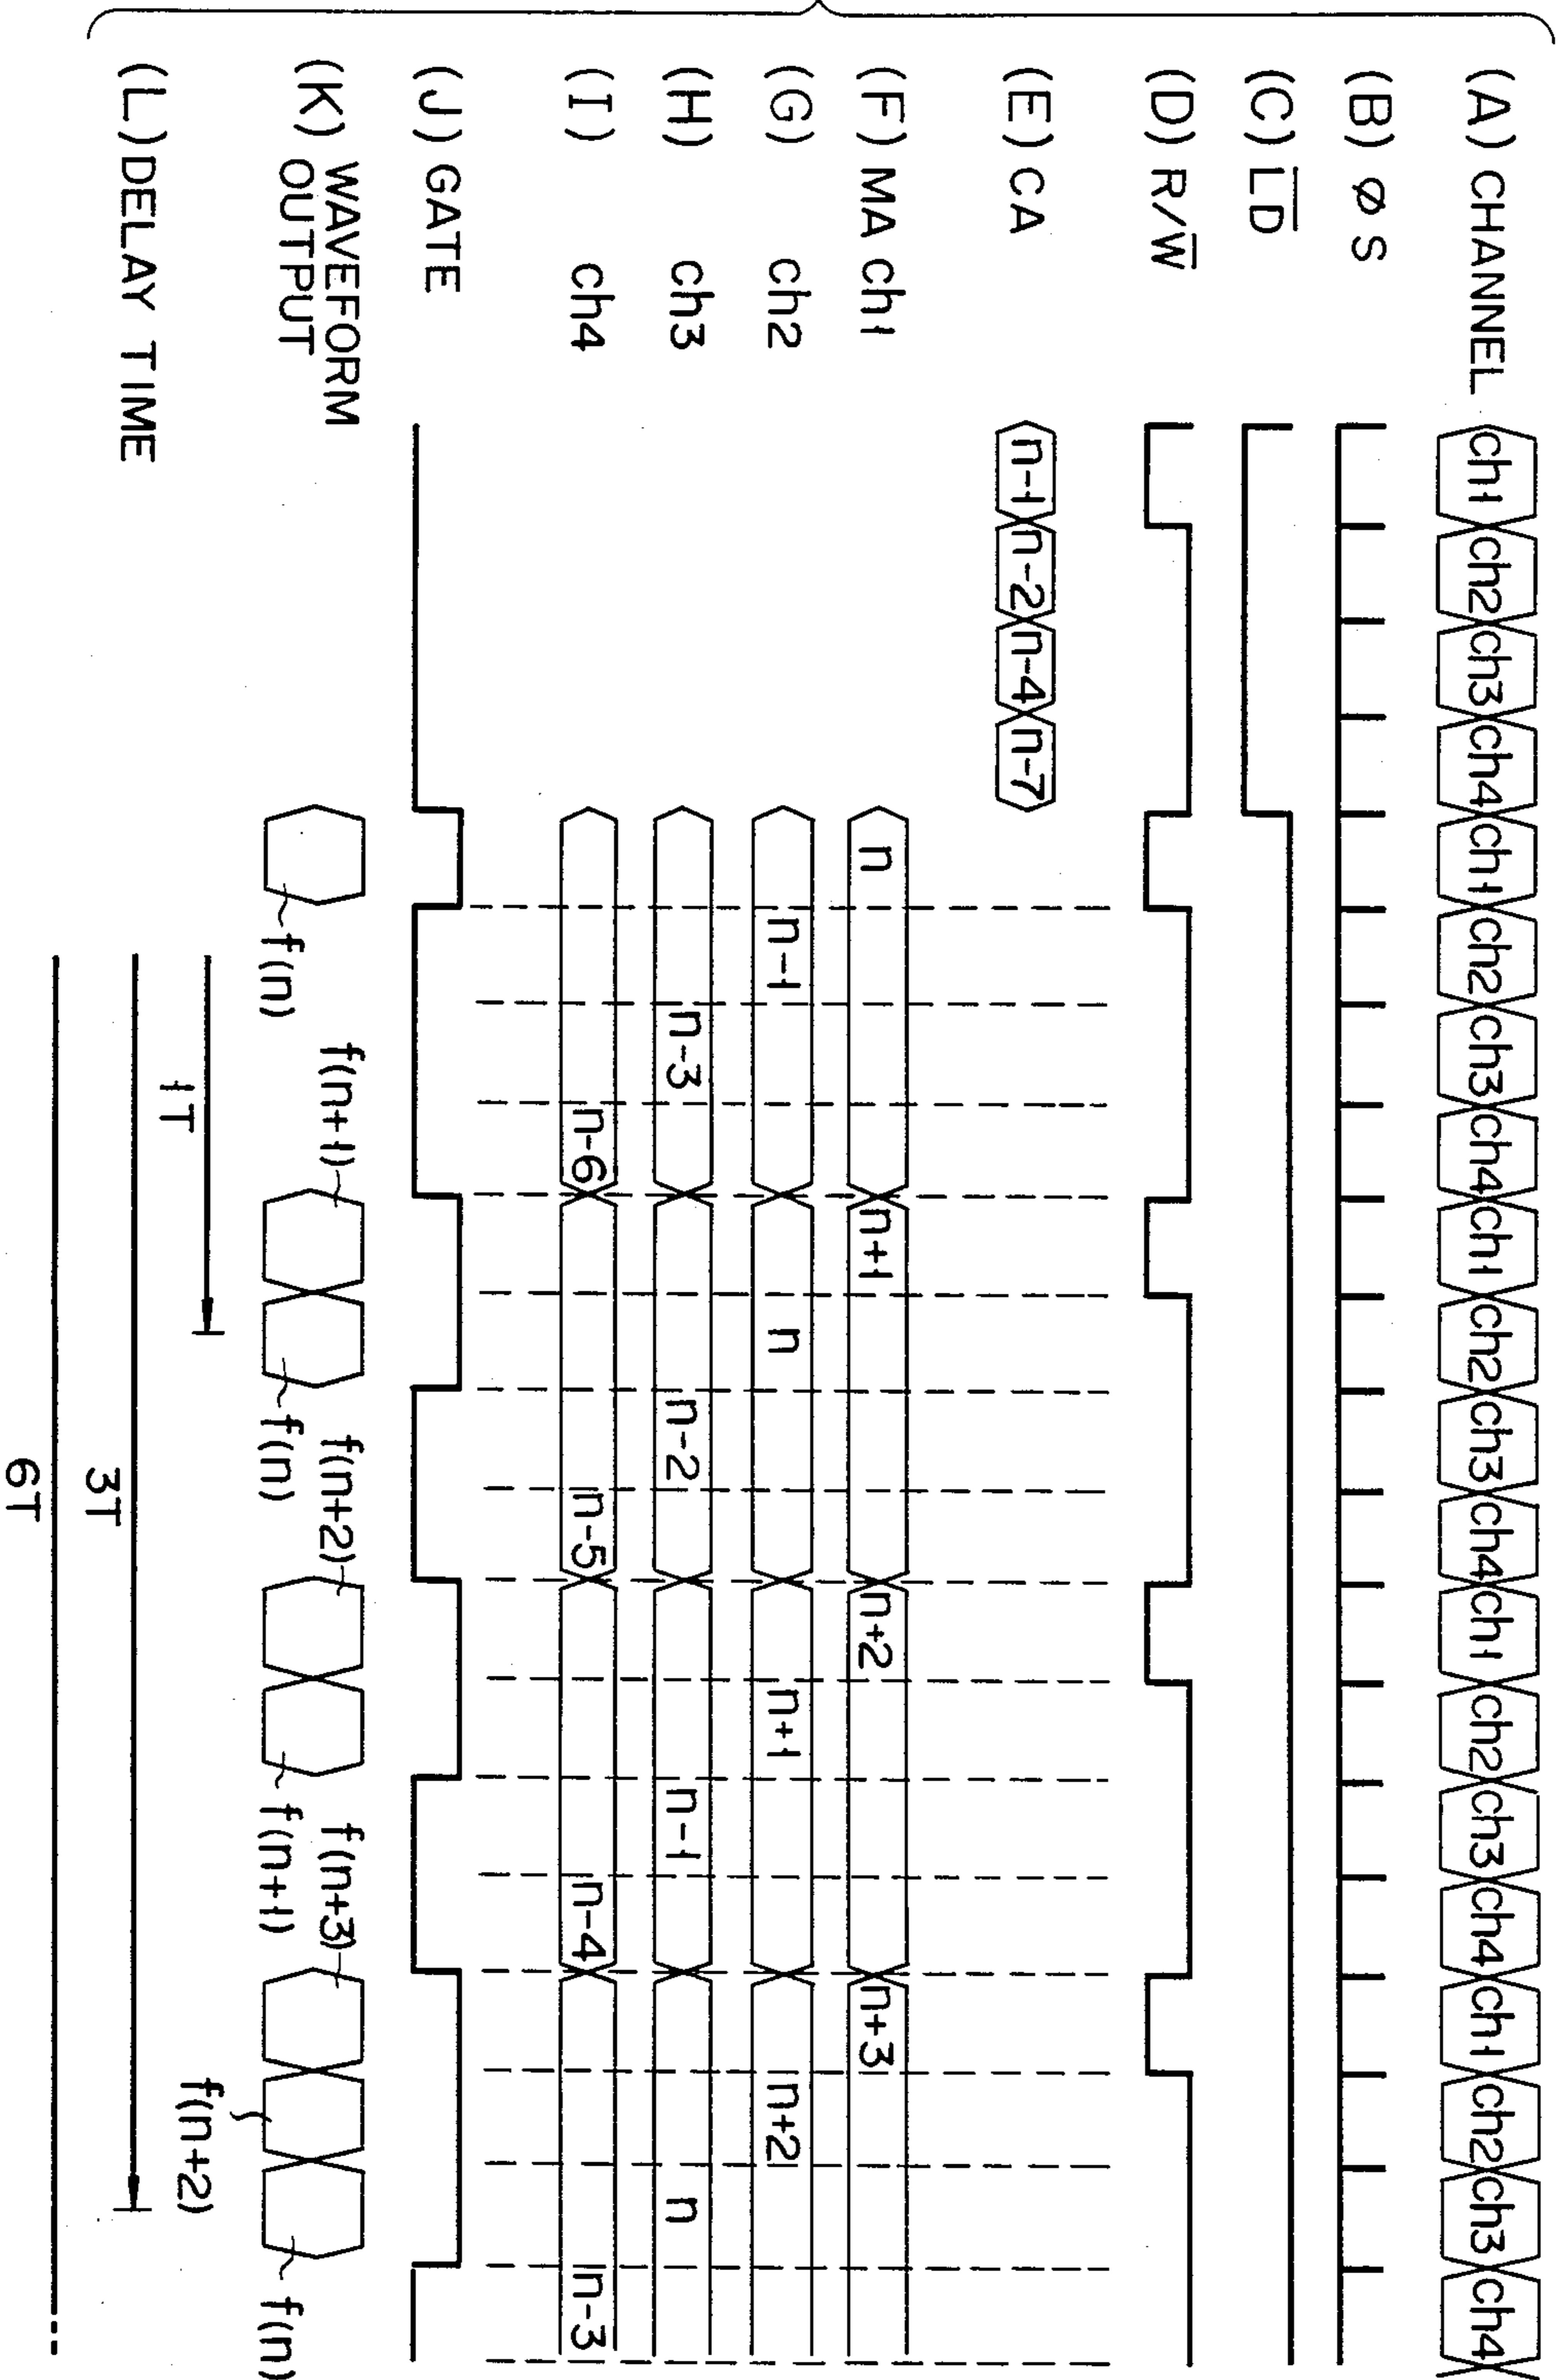 (A) CHANNEL ch1 ch2 ch3 ch4 ch1 ch2 ch3 ch4 ch1 ch2 ch3 ch4 ch1 ch2 ch3 ch4 ch1 ch2 ch3 ch4
(B) ØS
(C) L̅D̅
(D) R/W̅
(E) CA n-1 n-2 n-4 n-7
(F) MA ch1 n n+1 n+2 n+3
(G) ch2 n-1 n n+1 n+2
(H) ch3 n-3 n-2 n-1 n
(I) ch4 n-6 n-5 n-4 n-3
(J) GATE
(K) WAVEFORM
OUTPUT
f(n+1) f(n+2) f(n+3)
f(n) f(n) f(n+1) f(n)
f(n+2)
(L) DELAY TIME
1T
3T
6T